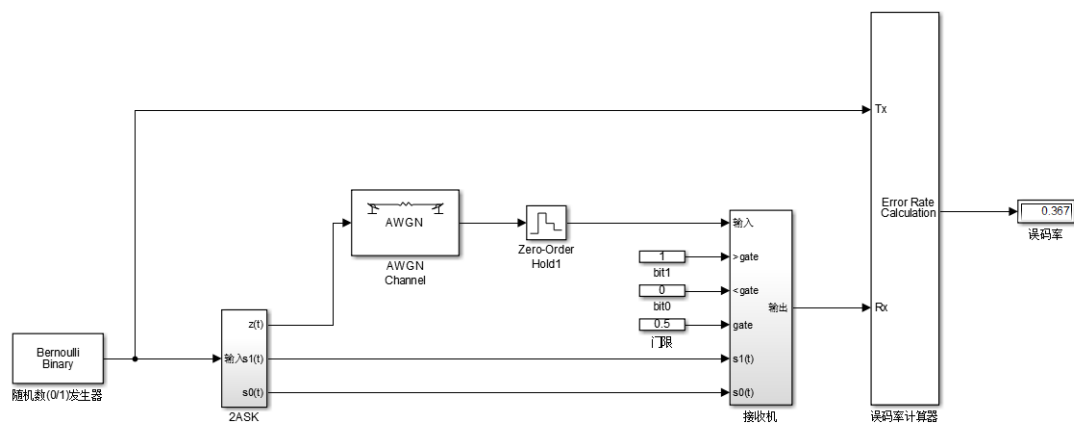 Tx
Error Rate
Calculation
0.367
误码率
Rx
误码率计算器
AWGN
AWGN
Channel
Zero-Order
Hold1
输入
>gate
<gate
gate
s1(t)
s0(t)
输出
接收机
1
bit1
0
bit0
0.5
门限
Bernoulli
Binary
随机数(0/1)发生器
输入
z(t)
s1(t)
s0(t)
2ASK